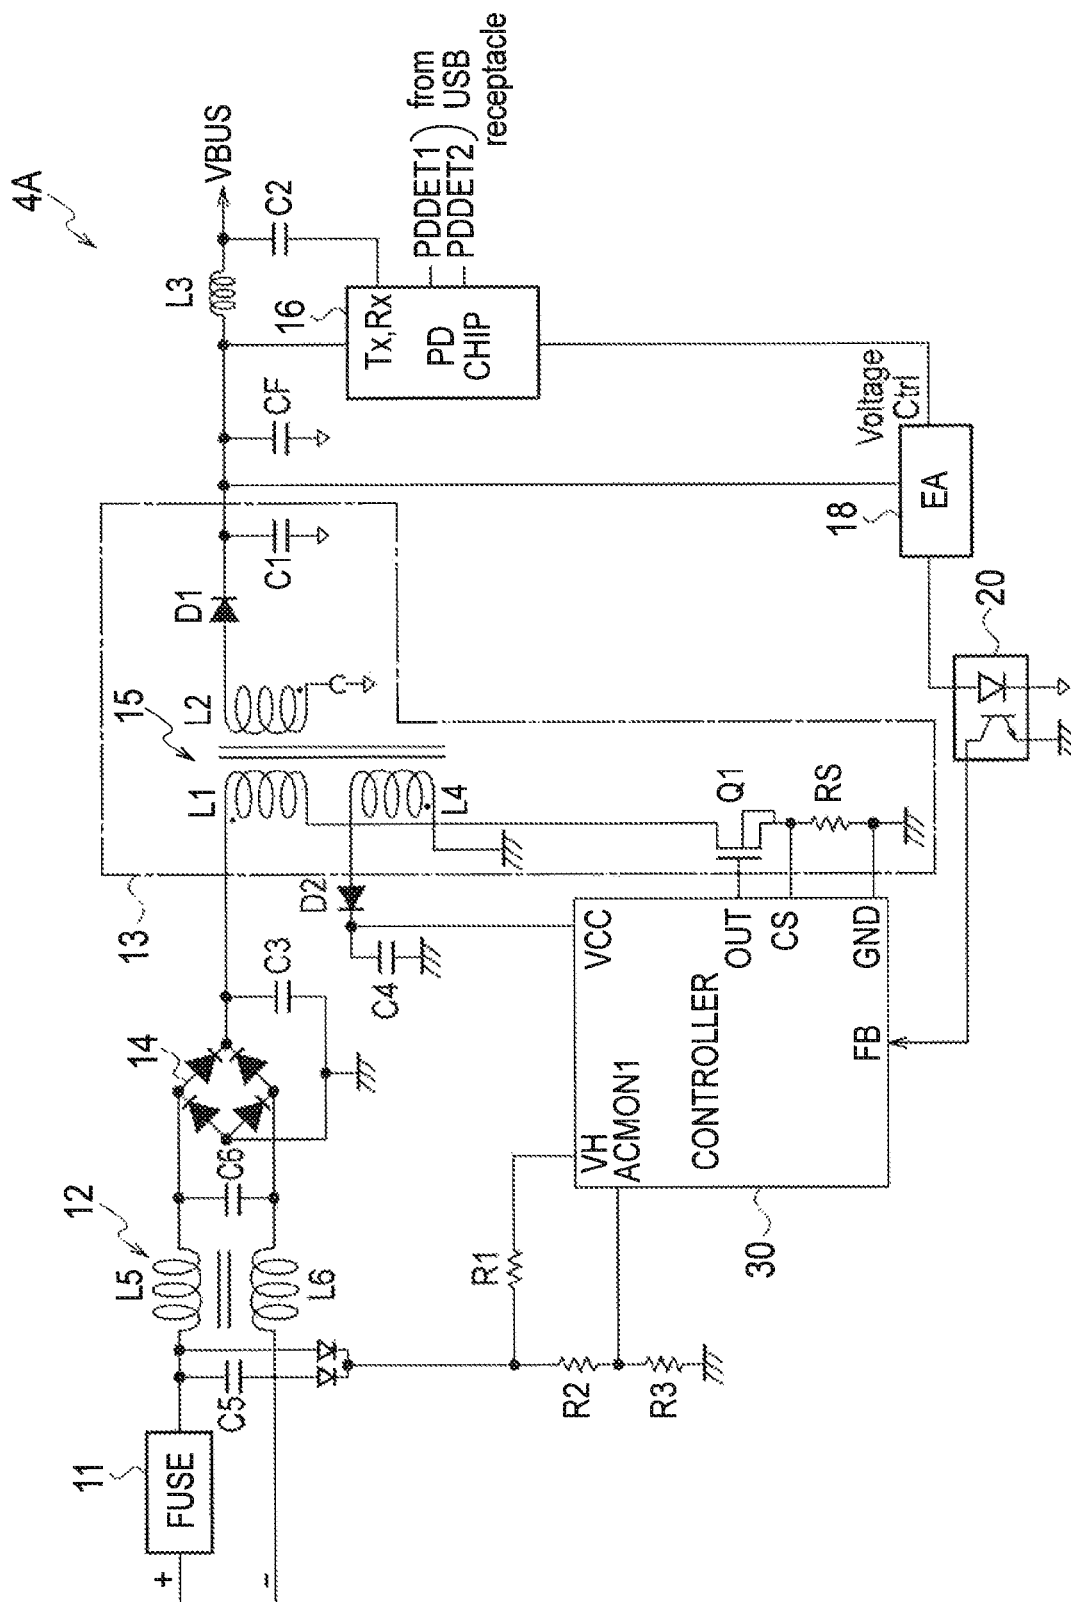 4A
VBUS
L3
C2
16
Tx,Rx
PD
CHIP
PDDET1
PDDET2
from
USB
receptacle
CF
Voltage
Ctrl
18
EA
20
C1
D1
15
L2
L1
L4
13
D2
C4
C3
Q1
RS
14
C6
12
L5
L6
C5
11
FUSE
+
-
R1
R2
R3
VH
ACMON1
VCC
OUT
CS
GND
FB
CONTROLLER
30